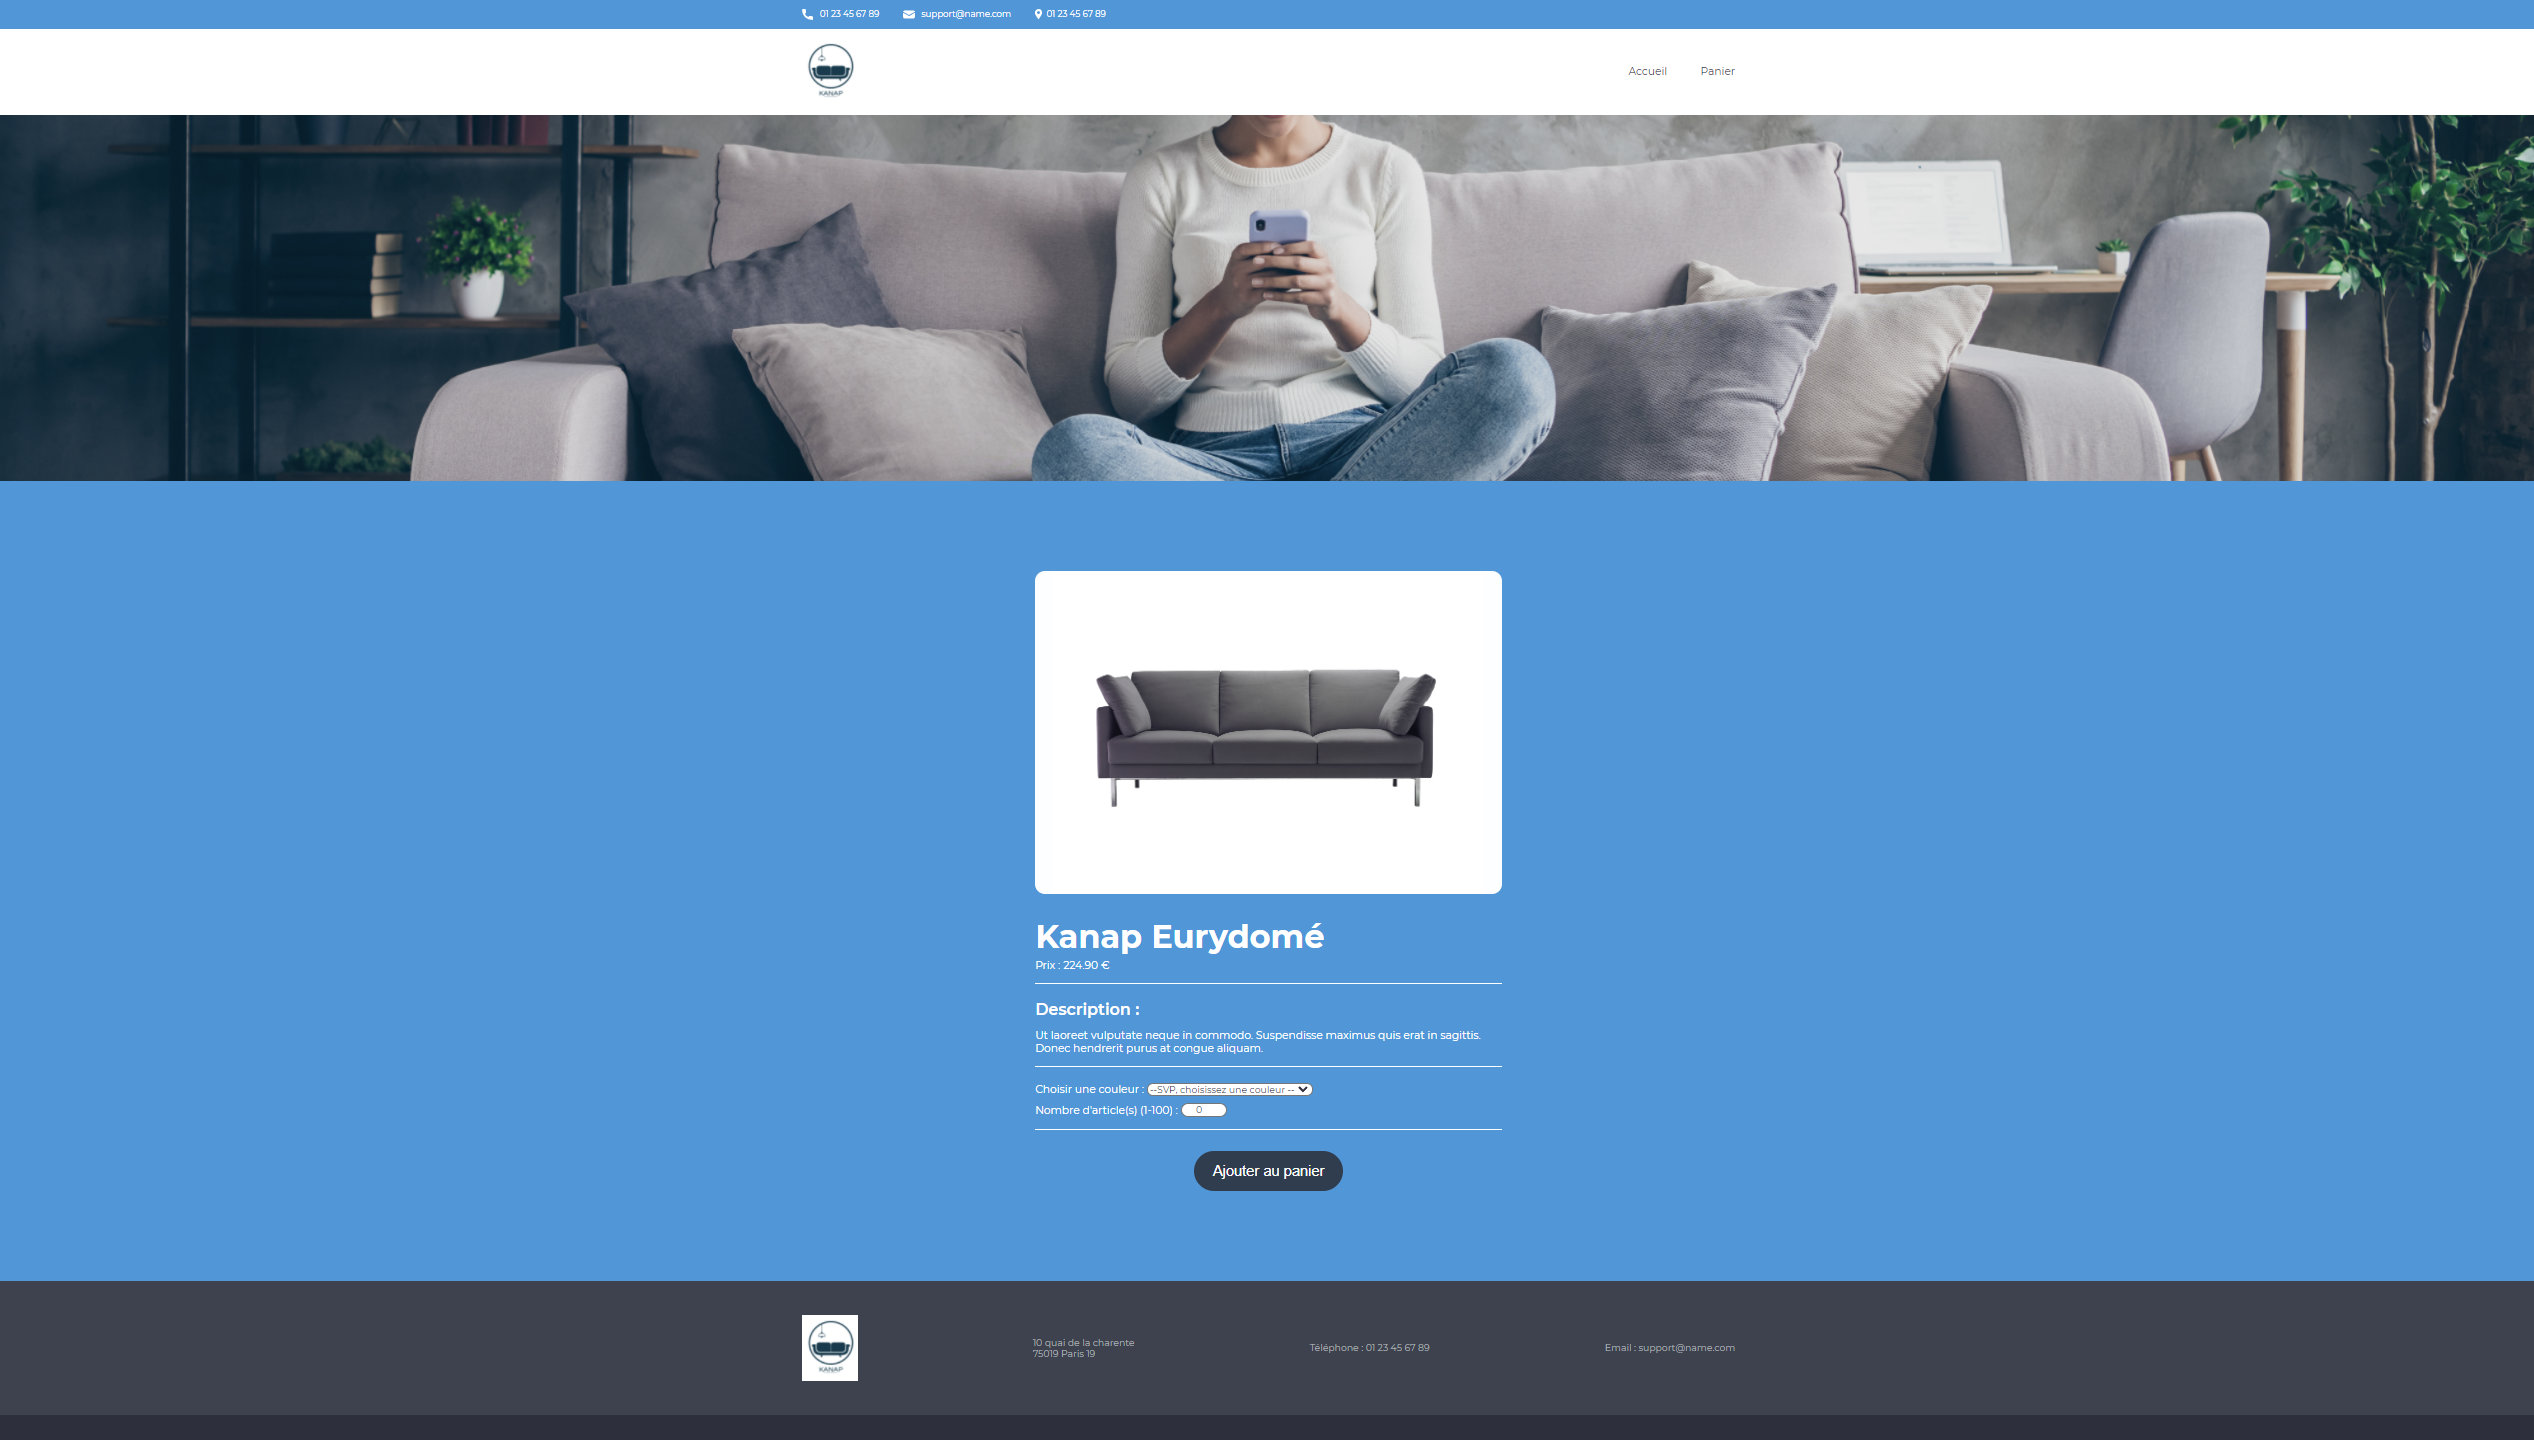 01 23 45 67 89
support@name.com
01 23 45 67 89
KANAP
Accueil
Panier
Kanap Eurydomé
Prix : 224.90 €
Description :
Ut laoreet vulputate neque in commodo. Suspendisse maximus quis erat in sagittis.
Donec hendrerit purus at congue aliquam.
Choisir une couleur : --SVP, choisissez une couleur --
Nombre d'article(s) (1-100) : 0
Ajouter au panier
KANAP
10 quai de la charente
75019 Paris 19
Téléphone : 01 23 45 67 89
Email : support@name.com